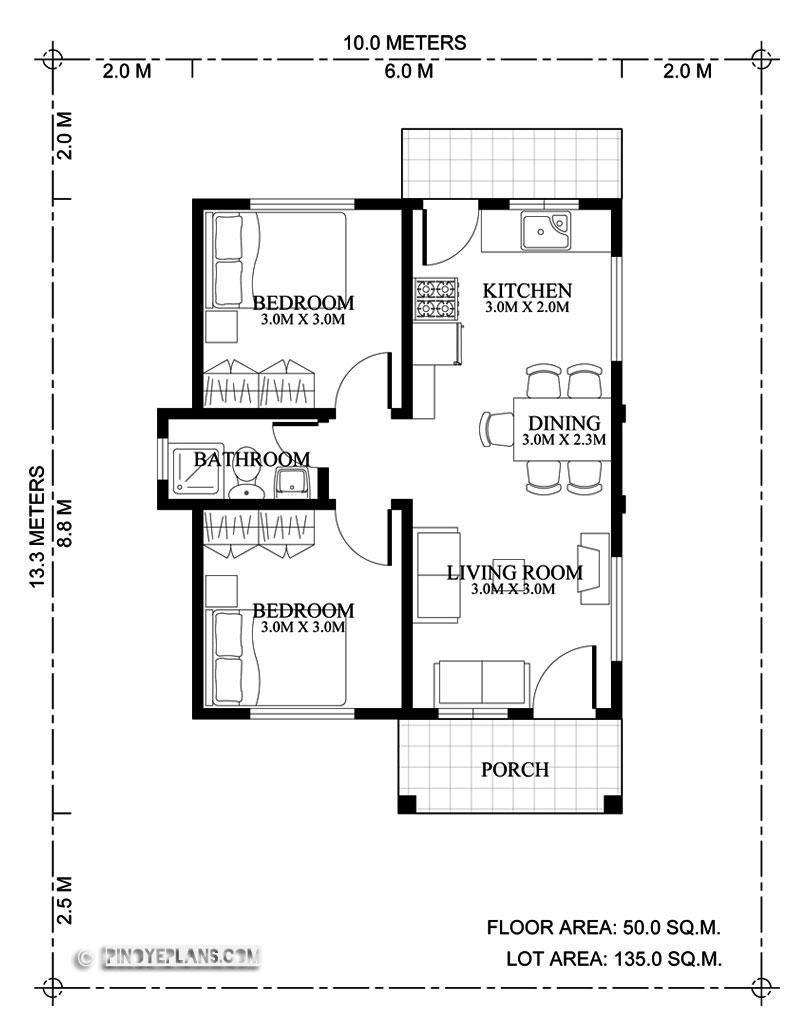 10.0 METERS
2.0 M
6.0 M
2.0 M
2.0 M
KITCHEN
3.0M X 2.0M
BEDROOM
3.0M X 3.0M
DINING
3.0M X 2.3M
BATHROOM
13.3 METERS
8.8 M
LIVING ROOM
3.0M X 3.0M
BEDROOM
3.0M X 3.0M
PORCH
2.5 M
FLOOR AREA: 50.0 SQ.M.
LOT AREA: 135.0 SQ.M.
© PINOYEPLANS.COM